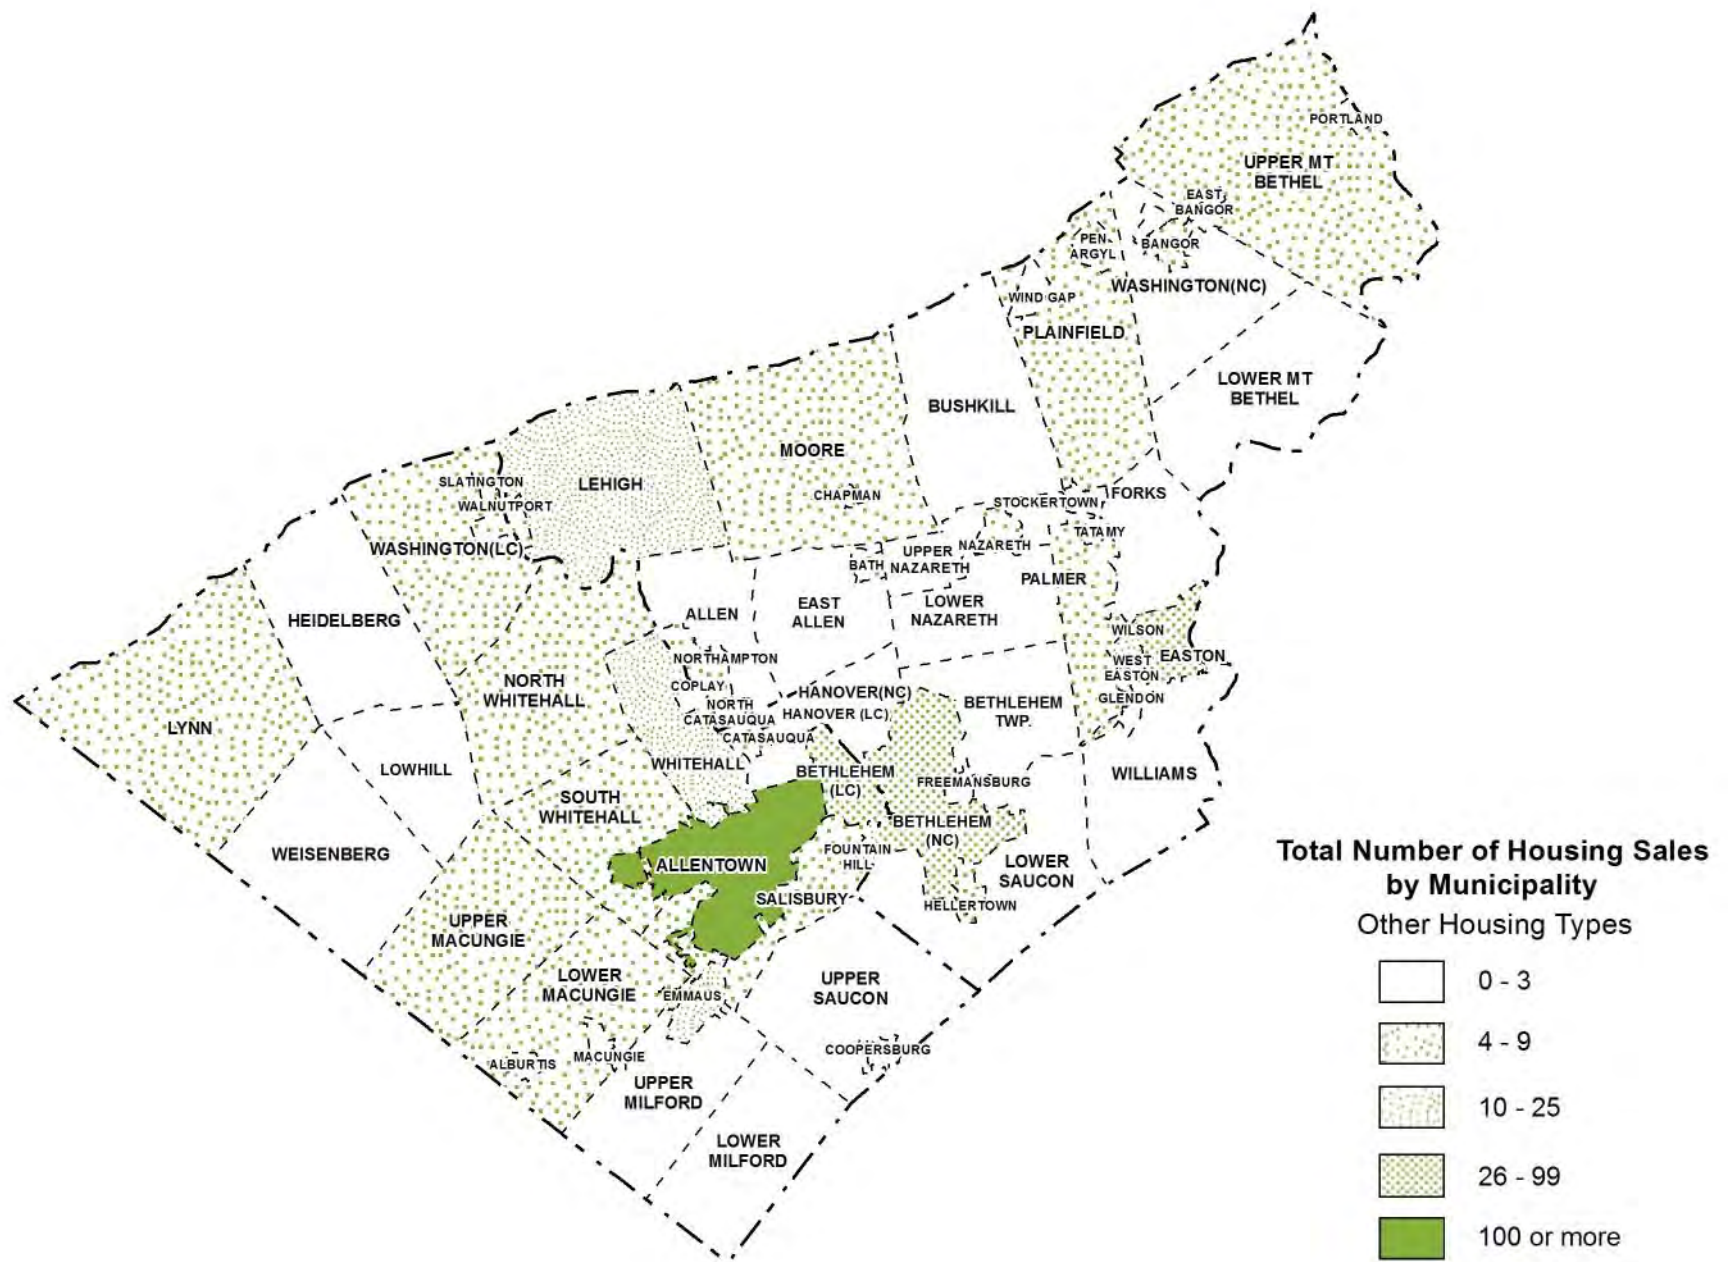 PORTLAND
UPPER MT
BETHEL
EAST
BANGOR
PEN
ARGYL
BANGOR
WASHINGTON(NC)
WIND GAP
PLAINFIELD
LOWER MT
BETHEL
BUSHKILL
MOORE
CHAPMAN
LEHIGH
SLATINGTON
WALNUTPORT
WASHINGTON(LC)
STOCKERTOWN
FORKS
TATAMY
NAZARETH
UPPER
NAZARETH
BATH
PALMER
HEIDELBERG
ALLEN
EAST
ALLEN
LOWER
NAZARETH
WILSON
WEST
EASTON
EASTON
GLENDON
NORTHAMPTON
COPLAY
NORTH
CATASAUQUA
CATASAUQUA
HANOVER(NC)
HANOVER (LC)
BETHLEHEM
TWP.
NORTH
WHITEHALL
LYNN
LOWHILL
WHITEHALL
BETHLEHEM
(LC)
FREEMANSBURG
WILLIAMS
SOUTH
WHITEHALL
BETHLEHEM
(NC)
WEISENBERG
ALLENTOWN
FOUNTAIN
HILL
LOWER
SAUCON
SALISBURY
HELLERTOWN
UPPER
MACUNGIE
LOWER
MACUNGIE
EMMAUS
UPPER
SAUCON
COOPERSBURG
ALBURTIS
MACUNGIE
UPPER
MILFORD
LOWER
MILFORD
Total Number of Housing Sales
by Municipality
Other Housing Types
0 - 3
4 - 9
10 - 25
26 - 99
100 or more